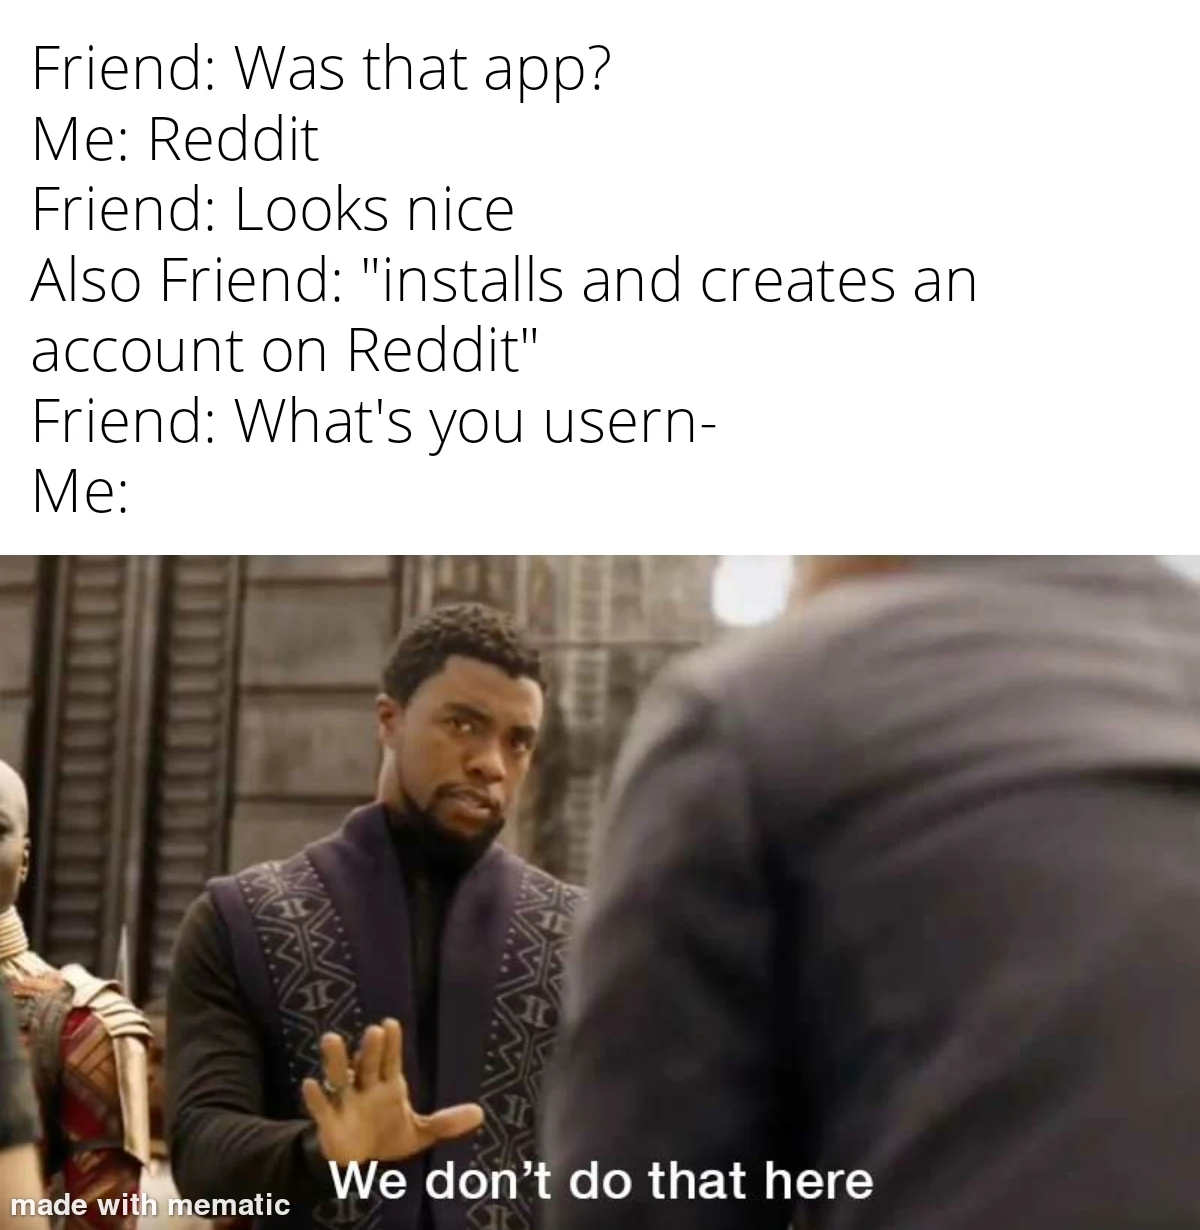 Friend: Was that app?
Me: Reddit
Friend: Looks nice
Also Friend: "installs and creates an
account on Reddit"
Friend: What's you usern-
Me:
We don't do that here
made with mematic